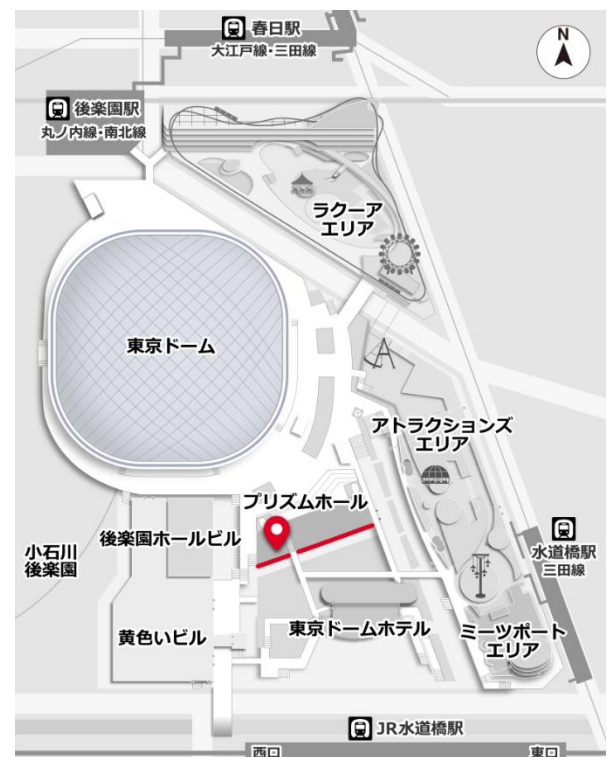 春日駅
大江戸線・三田線
N
後楽園駅
丸ノ内線・南北線
ラクーア
エリア
東京ドーム
アトラクションズ
エリア
プリズムホール
後楽園ホールビル
小石川
後楽園
水道橋駅
三田線
黄色いビル
東京ドームホテル
ミーツポート
エリア
JR水道橋駅
西口
東口